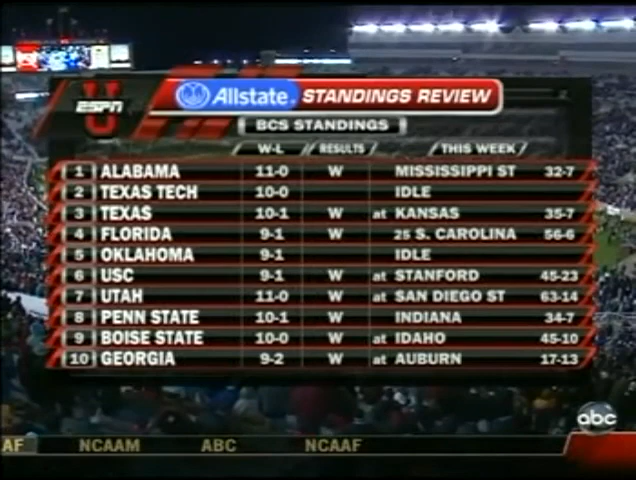 ESPN U
Allstate. STANDINGS REVIEW
BCS STANDINGS
W-L RESULTS THIS WEEK
1 ALABAMA 11-0 W MISSISSIPPI ST 32-7
2 TEXAS TECH 10-0 IDLE
3 TEXAS 10-1 W at KANSAS 35-7
4 FLORIDA 9-1 W 25 S. CAROLINA 56-6
5 OKLAHOMA 9-1 IDLE
6 USC 9-1 W at STANFORD 45-23
7 UTAH 11-0 W at SAN DIEGO ST 63-14
8 PENN STATE 10-1 W INDIANA 34-7
9 BOISE STATE 10-0 W at IDAHO 45-10
10 GEORGIA 9-2 W at AUBURN 17-13
abc
AF NCAAM ABC NCAAF